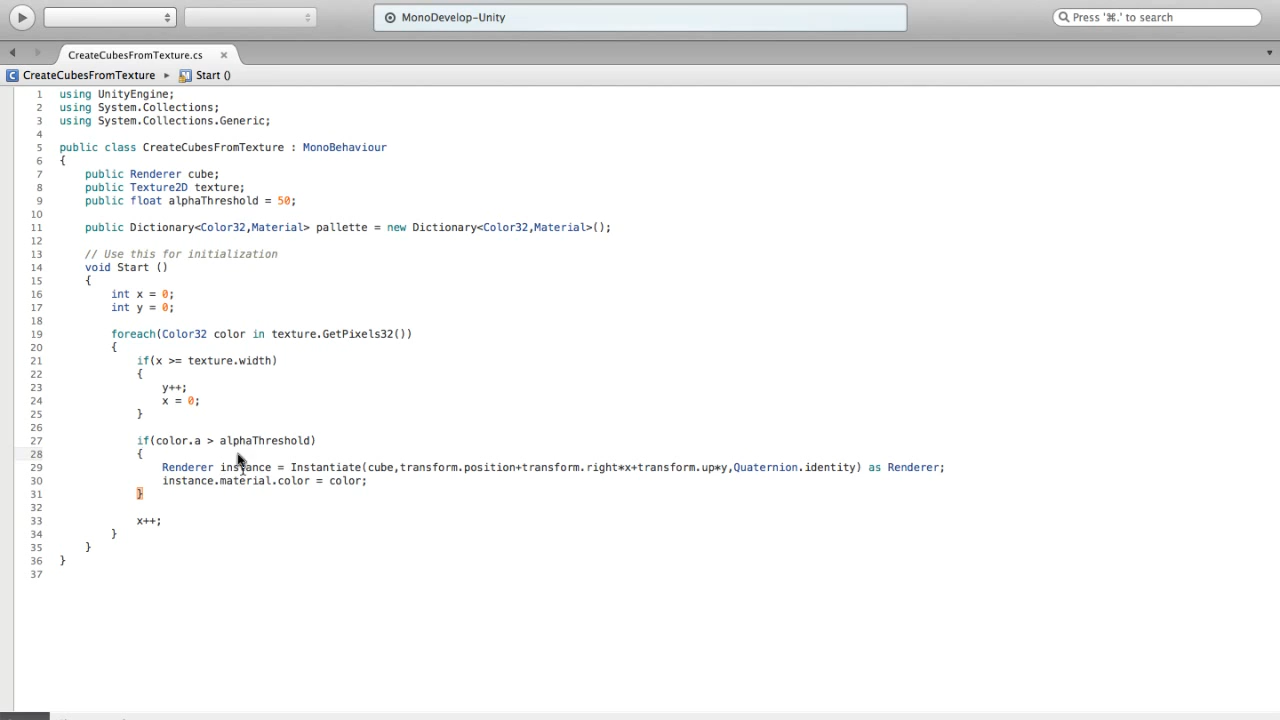 MonoDevelop-Unity
Press '⌘.' to search
CreateCubesFromTexture.cs
CreateCubesFromTexture ▸ Start ()
1 using UnityEngine;
2 using System.Collections;
3 using System.Collections.Generic;
4
5 public class CreateCubesFromTexture : MonoBehaviour
6 {
7 public Renderer cube;
8 public Texture2D texture;
9 public float alphaThreshold = 50;
10
11 public Dictionary<Color32,Material> pallette = new Dictionary<Color32,Material>();
12
13 // Use this for initialization
14 void Start ()
15 {
16 int x = 0;
17 int y = 0;
18
19 foreach(Color32 color in texture.GetPixels32())
20 {
21 if(x >= texture.width)
22 {
23 y++;
24 x = 0;
25 }
26
27 if(color.a > alphaThreshold)
28 {
29 Renderer instance = Instantiate(cube,transform.position+transform.right*x+transform.up*y,Quaternion.identity) as Renderer;
30 instance.material.color = color;
31 }
32
33 x++;
34 }
35 }
36 }
37